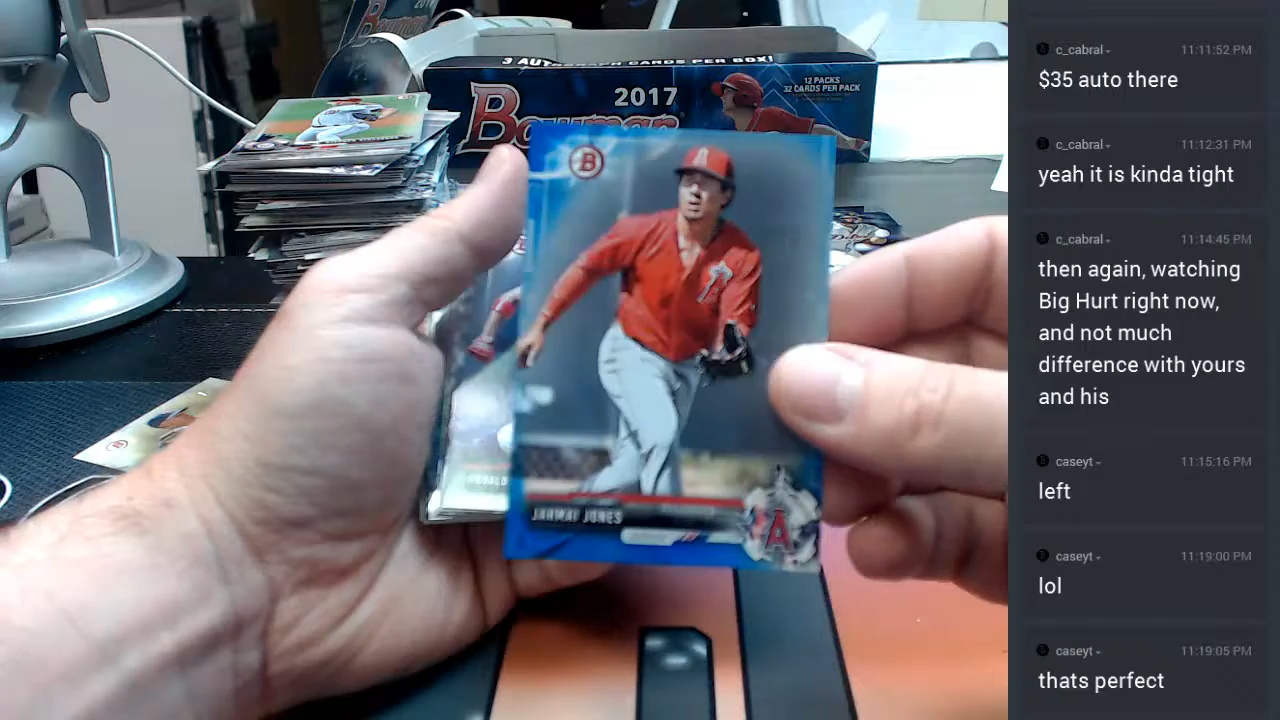 3 AUTOGRAPH CARDS PER BOX!
12 PACKS
32 CARDS PER PACK
2017
Bowman
B
A
JAHMAI JONES
A
c_cabral 11:11:52 PM
$35 auto there
c_cabral 11:12:31 PM
yeah it is kinda tight
c_cabral 11:14:45 PM
then again, watching
Big Hurt right now,
and not much
difference with yours
and his
caseyt 11:15:16 PM
left
caseyt 11:19:00 PM
lol
caseyt 11:19:05 PM
thats perfect